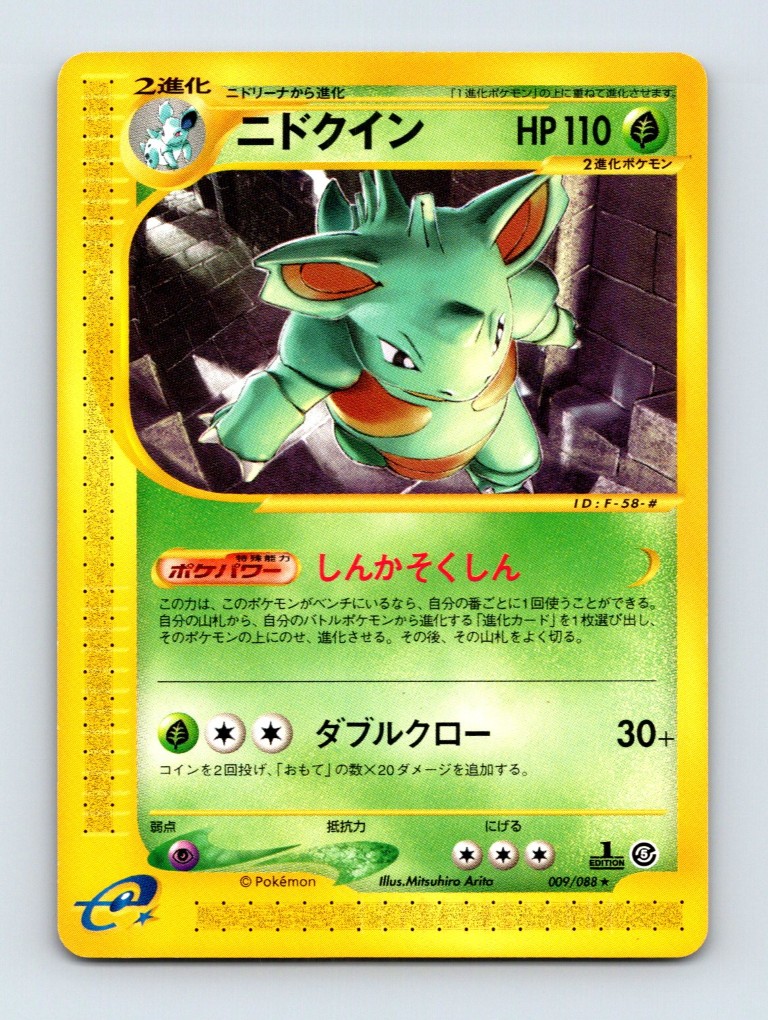 2進化 ニドリーナから進化 「1進化ポケモン」の上に重ねて進化させます。
ニドクイン HP 110
2進化ポケモン
ID:F-58-#
特殊能力
ポケパワー しんかそくしん
この力は、このポケモンがベンチにいるなら、自分の番ごとに1回使うことができる。
自分の山札から、自分のバトルポケモンから進化する「進化カード」を1枚選び出し、
そのポケモンの上にのせ、進化させる。その後、その山札をよく切る。
ダブルクロー 30+
コインを2回投げ、「おもて」の数×20ダメージを追加する。
弱点 抵抗力 にげる
1 EDITION
© Pokémon Illus.Mitsuhiro Arita 009/088 ★
e